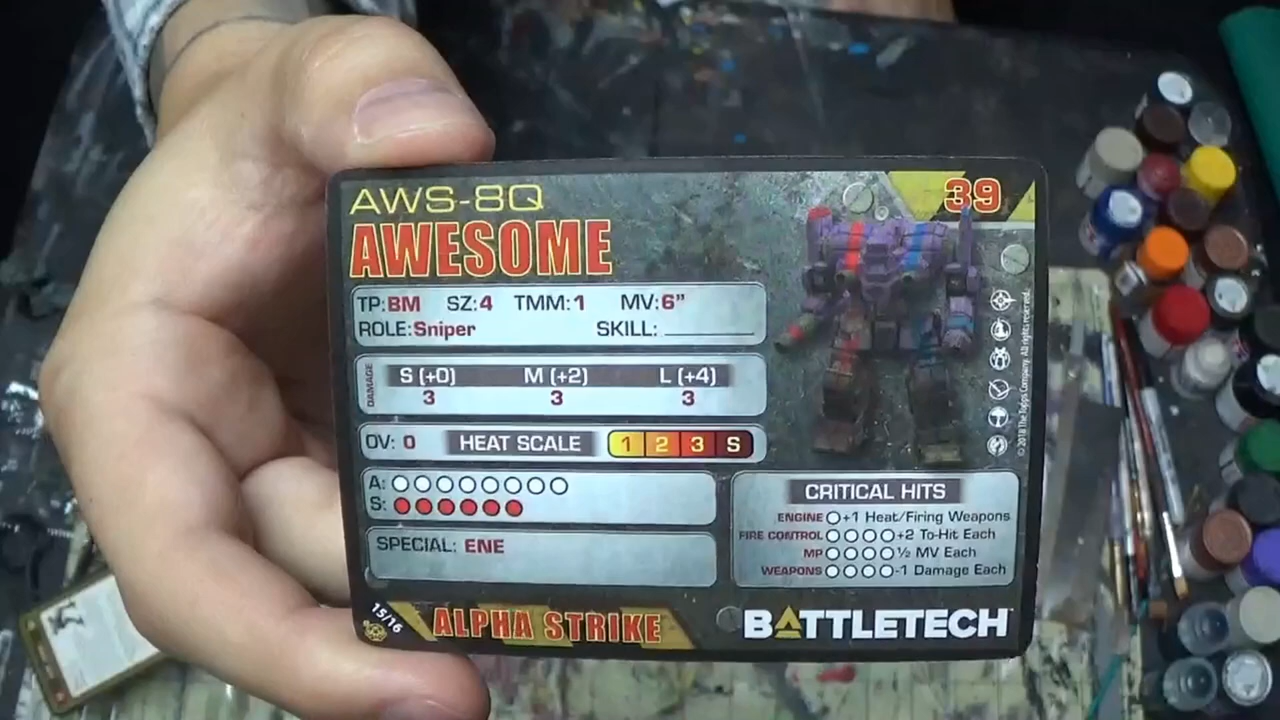 AWS-8Q
39
AWESOME
TP:BM SZ:4 TMM:1 MV:6"
ROLE:Sniper SKILL:
DAMAGE
S (+0) M (+2) L (+4)
3 3 3
OV: 0 HEAT SCALE 1 2 3 S
A:
S:
SPECIAL: ENE
CRITICAL HITS
ENGINE +1 Heat/Firing Weapons
FIRE CONTROL +2 To-Hit Each
MP ½ MV Each
WEAPONS -1 Damage Each
© 2018 The Topps Company. All rights reserved.
15/16
ALPHA STRIKE
BATTLETECH